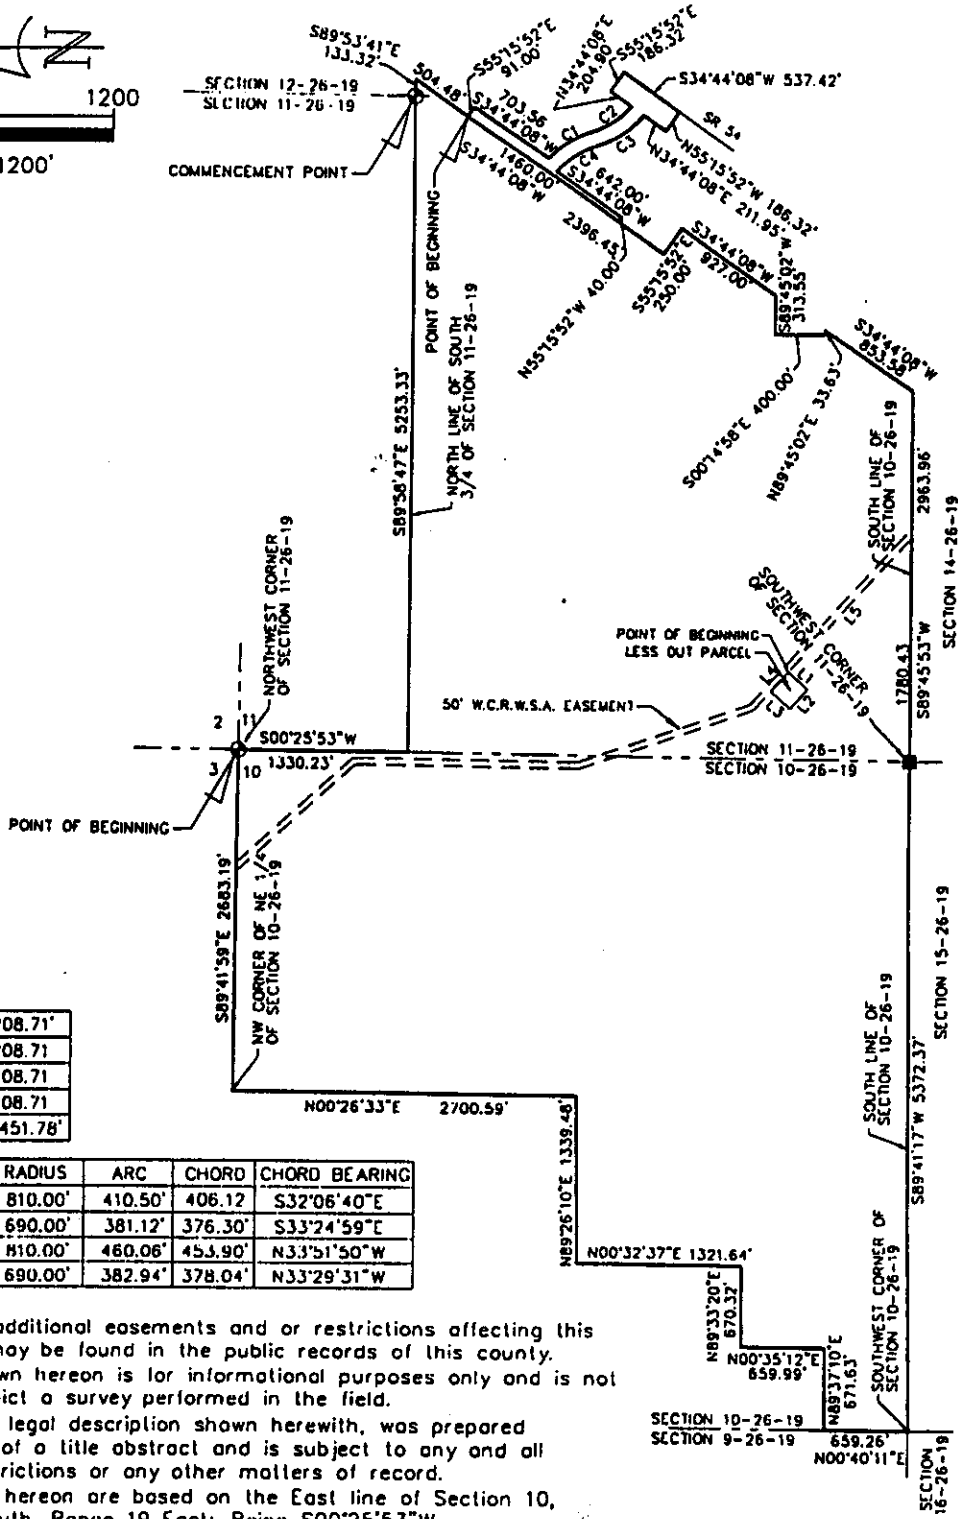 N
1200
1200'
S89°53'41"E
133.32'
SECTION 12-26-19
SECTION 11-26-19
COMMENCEMENT POINT
504.48'
S55°15'52"E
91.00'
703.56
S34°44'08"W
1460.00'
S34°44'08"W
N34°44'08"E
204.90'
S55°15'52"E
186.32'
S34°44'08"W 537.42'
SR 54
C1
C2
C3
C4
N55°15'52"W 186.32'
N34°44'08"E 211.95'
642.00'
S34°44'08"W
2396.45'
N55°15'52"W 40.00'
S55°15'52"E
250.00'
S34°44'08"W
927.00'
S89°45'02"W
313.55
S00°14'58"E 400.00'
N89°45'02"E 33.63'
S34°44'08"W
853.58'
POINT OF BEGINNING
S89°58'47"E 5253.33'
NORTH LINE OF SOUTH
3/4 OF SECTION 11-26-19
SOUTH LINE OF
SECTION 10-26-19
2963.96'
SECTION 14-26-19
NORTHWEST CORNER
OF SECTION 11-26-19
SOUTHWEST CORNER
OF SECTION 11-26-19
POINT OF BEGINNING
LESS OUT PARCEL
L1
L2
L3
L4
L5
1780.43
S89°45'53"W
50' W.C.R.W.S.A. EASEMENT
2 11
3 10
S00°25'53"W
1330.23'
SECTION 11-26-19
SECTION 10-26-19
POINT OF BEGINNING
S89°41'59"E 2683.19'
NW CORNER OF NE 1/4
OF SECTION 10-26-19
SECTION 15-26-19
SOUTH LINE OF
SECTION 10-26-19
S89°41'17"W 5372.37'
N00°26'33"E 2700.59'
N89°26'10"E 1339.48'
N00°32'37"E 1321.64'
N89°33'20"E
670.32'
N00°35'12"E
659.99'
N89°37'10"E
671.63'
SOUTHWEST CORNER OF
SECTION 10-26-19
SECTION 10-26-19
SECTION 9-26-19
659.26'
N00°40'11"E
SECTION
16-26-19
08.71'
08.71
08.71
08.71
451.78'
RADIUS ARC CHORD CHORD BEARING
810.00' 410.50' 406.12 S32°06'40"E
690.00' 381.12' 376.30' S33°24'59"E
810.00' 460.06' 453.90' N33°51'50"W
690.00' 382.94' 378.04' N33°29'31"W
additional easements and or restrictions affecting this
may be found in the public records of this county.
wn hereon is for informational purposes only and is not
ict a survey performed in the field.
legal description shown herewith, was prepared
of a title abstract and is subject to any and all
rictions or any other matters of record.
hereon are based on the East line of Section 10,
uth, Range 19 East; Being S00°25'53"W